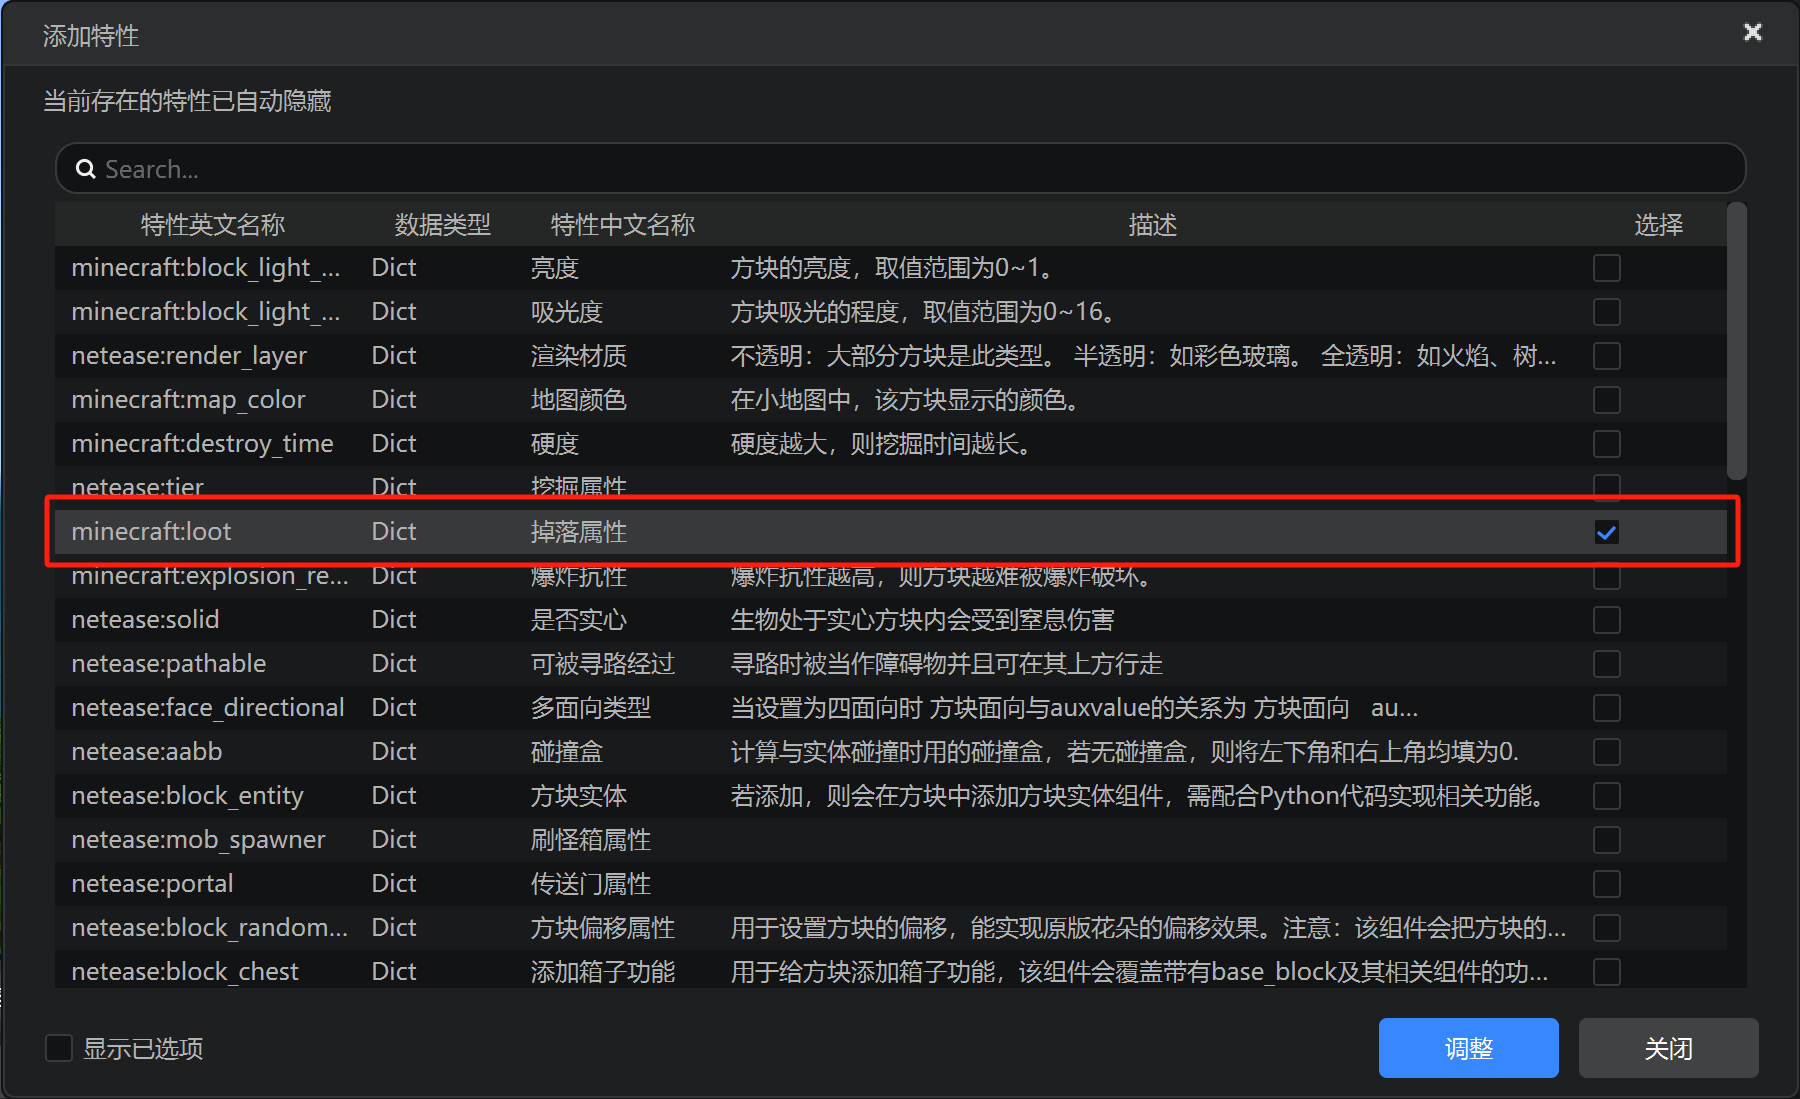 添加特性
当前存在的特性已自动隐藏
Search...
特性英文名称 数据类型 特性中文名称 描述 选择
minecraft:block_light_... Dict 亮度 方块的亮度，取值范围为0~1。
minecraft:block_light_... Dict 吸光度 方块吸光的程度，取值范围为0~16。
netease:render_layer Dict 渲染材质 不透明：大部分方块是此类型。 半透明：如彩色玻璃。 全透明：如火焰、树...
minecraft:map_color Dict 地图颜色 在小地图中，该方块显示的颜色。
minecraft:destroy_time Dict 硬度 硬度越大，则挖掘时间越长。
netease:tier Dict 挖掘属性
minecraft:loot Dict 掉落属性
minecraft:explosion_re... Dict 爆炸抗性 爆炸抗性越高，则方块越难被爆炸破坏。
netease:solid Dict 是否实心 生物处于实心方块内会受到窒息伤害
netease:pathable Dict 可被寻路经过 寻路时被当作障碍物并且可在其上方行走
netease:face_directional Dict 多面向类型 当设置为四面向时 方块面向与auxvalue的关系为 方块面向 au...
netease:aabb Dict 碰撞盒 计算与实体碰撞时用的碰撞盒，若无碰撞盒，则将左下角和右上角均填为0.
netease:block_entity Dict 方块实体 若添加，则会在方块中添加方块实体组件，需配合Python代码实现相关功能。
netease:mob_spawner Dict 刷怪箱属性
netease:portal Dict 传送门属性
netease:block_random... Dict 方块偏移属性 用于设置方块的偏移，能实现原版花朵的偏移效果。注意：该组件会把方块的...
netease:block_chest Dict 添加箱子功能 用于给方块添加箱子功能，该组件会覆盖带有base_block及其相关组件的功...
显示已选项 调整 关闭